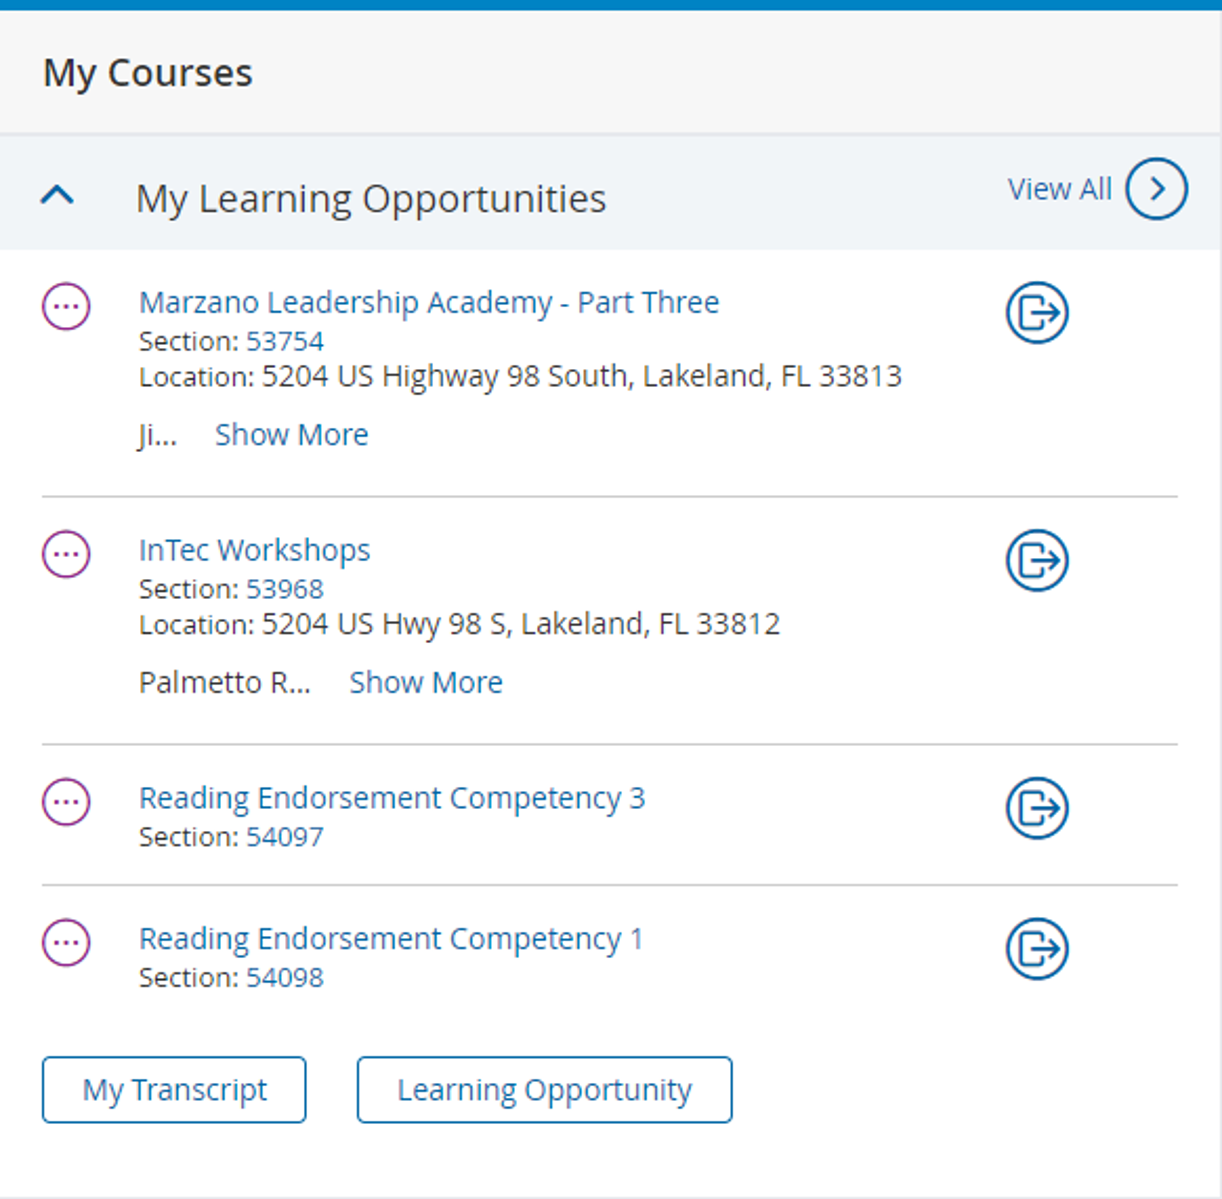 My Courses
My Learning Opportunities
View All
Marzano Leadership Academy - Part Three
Section: 53754
Location: 5204 US Highway 98 South, Lakeland, FL 33813
Ji... Show More
InTec Workshops
Section: 53968
Location: 5204 US Hwy 98 S, Lakeland, FL 33812
Palmetto R... Show More
Reading Endorsement Competency 3
Section: 54097
Reading Endorsement Competency 1
Section: 54098
My Transcript
Learning Opportunity